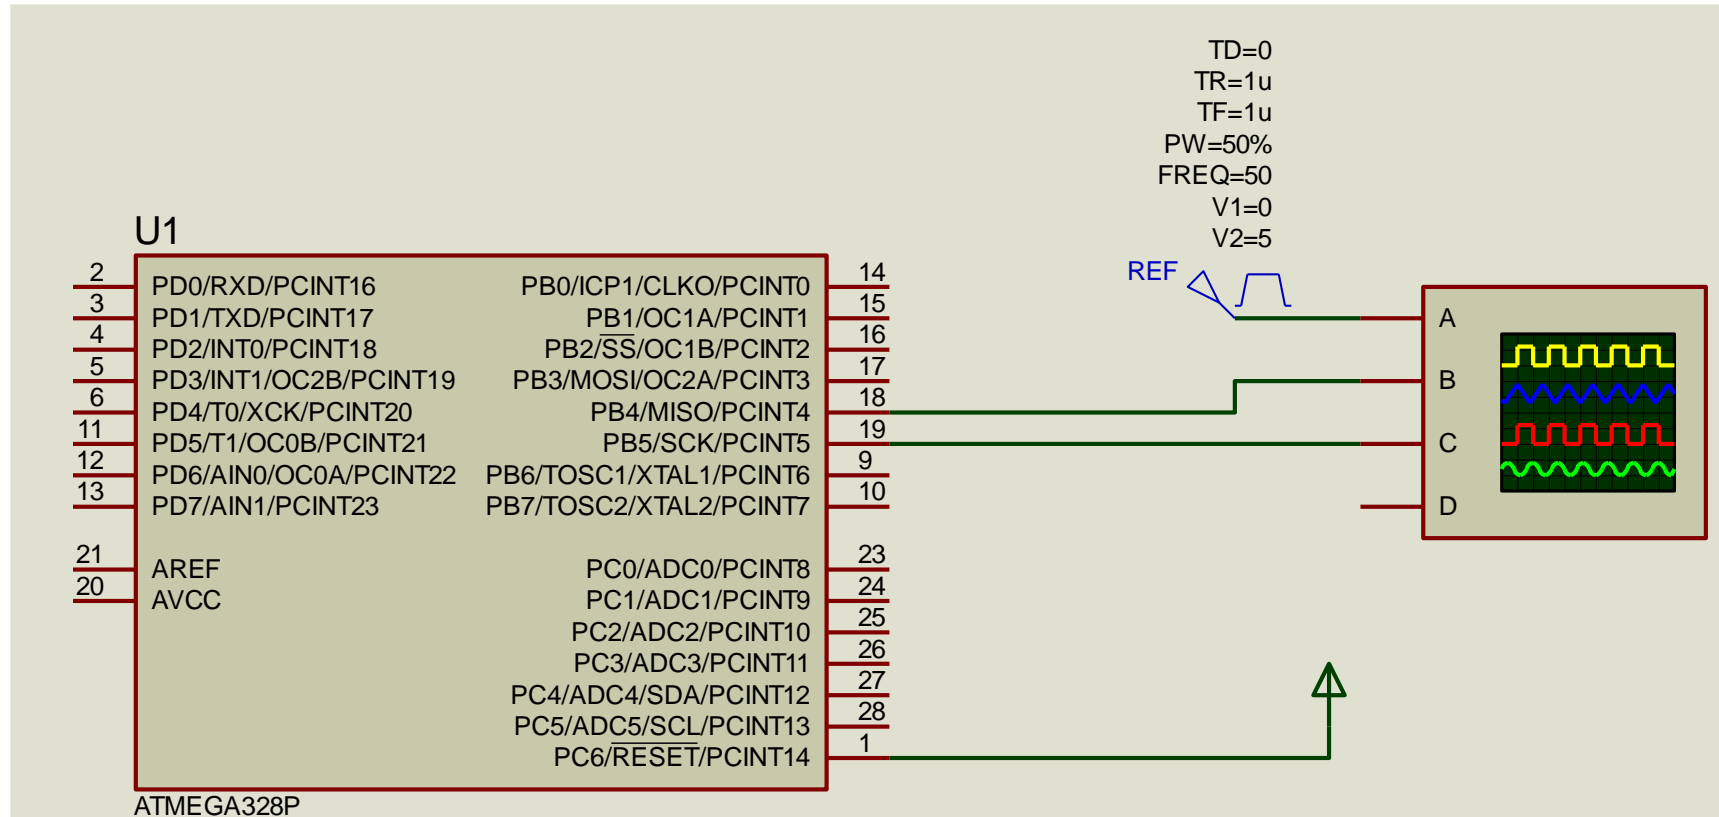 TD=0
TR=1u
TF=1u
PW=50%
FREQ=50
V1=0
V2=5
REF
U1
2 PD0/RXD/PCINT16 PB0/ICP1/CLKO/PCINT0 14
3 PD1/TXD/PCINT17 PB1/OC1A/PCINT1 15
4 PD2/INT0/PCINT18 PB2/SS/OC1B/PCINT2 16
5 PD3/INT1/OC2B/PCINT19 PB3/MOSI/OC2A/PCINT3 17
6 PD4/T0/XCK/PCINT20 PB4/MISO/PCINT4 18
11 PD5/T1/OC0B/PCINT21 PB5/SCK/PCINT5 19
12 PD6/AIN0/OC0A/PCINT22 PB6/TOSC1/XTAL1/PCINT6 9
13 PD7/AIN1/PCINT23 PB7/TOSC2/XTAL2/PCINT7 10
21 AREF PC0/ADC0/PCINT8 23
20 AVCC PC1/ADC1/PCINT9 24
PC2/ADC2/PCINT10 25
PC3/ADC3/PCINT11 26
PC4/ADC4/SDA/PCINT12 27
PC5/ADC5/SCL/PCINT13 28
PC6/RESET/PCINT14 1
ATMEGA328P
A
B
C
D